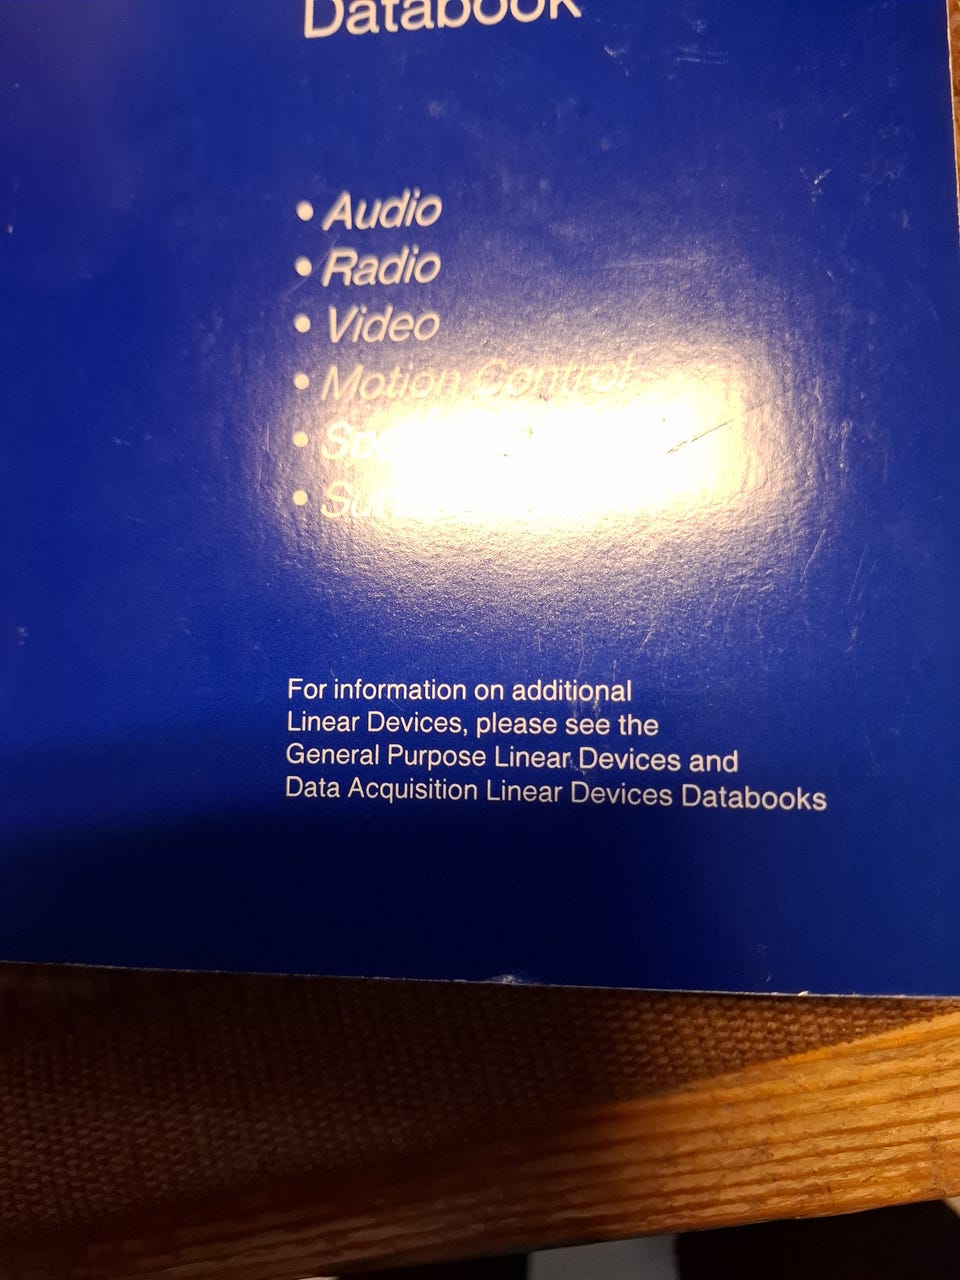 Databook
• Audio
• Radio
• Video
• Motion Control
For information on additional
Linear Devices, please see the
General Purpose Linear Devices and
Data Acquisition Linear Devices Databooks